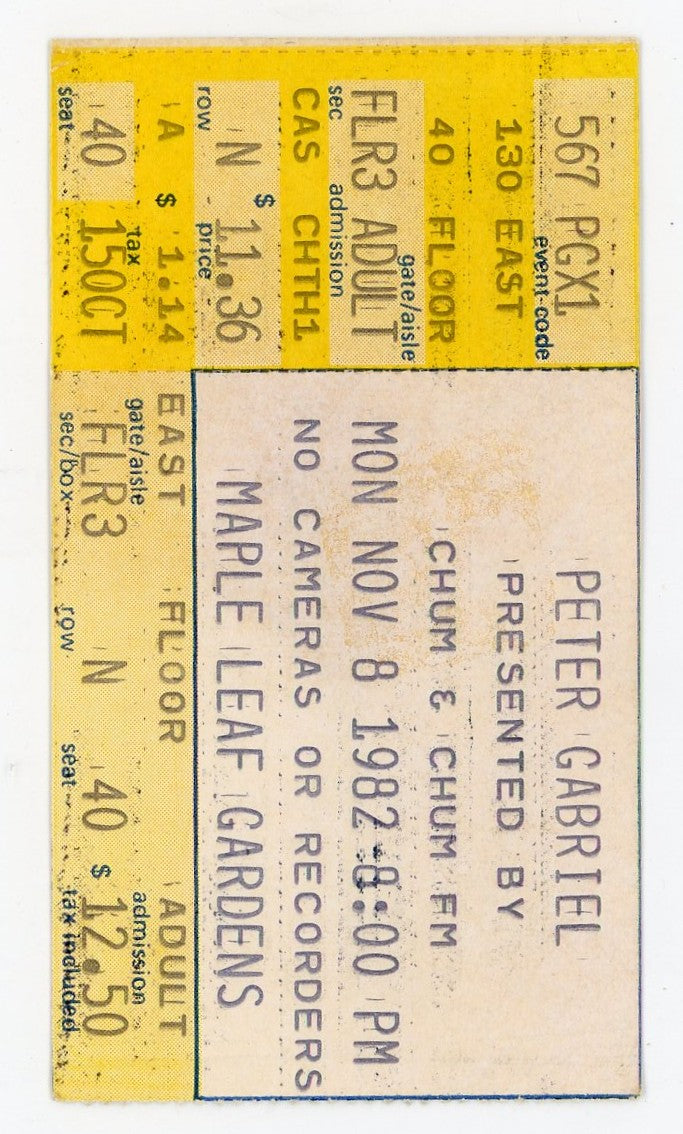 567 PGX1
event code
130 EAST
40 FLOOR
gate/aisle
FLR3 ADULT
sec admission
CAS CHTH1
$
N 11.36
row price
A $ 1.14
tax
40 15OCT
seat
PETER GABRIEL
PRESENTED BY
CHUM & CHUM FM
MON NOV 8 1982 8:00 PM
NO CAMERAS OR RECORDERS
MAPLE LEAF GARDENS
EAST FLOOR ADULT
gate/aisle admission
FLR3 N 40 $ 12.50
sec/box row seat tax included